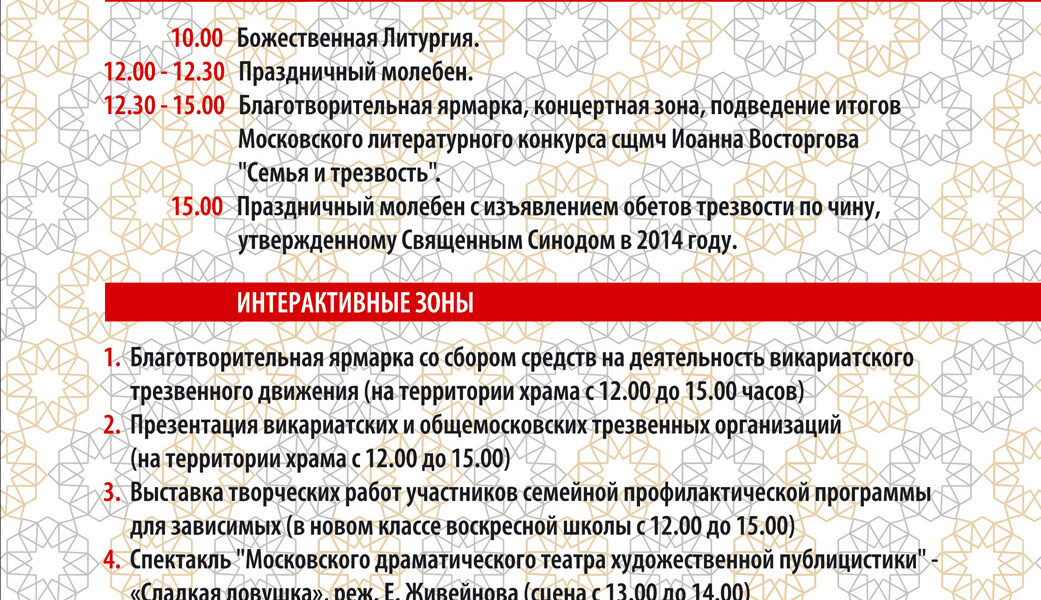 10.00 Божественная Литургия.
12.00 - 12.30 Праздничный молебен.
12.30 - 15.00 Благотворительная ярмарка, концертная зона, подведение итогов
Московского литературного конкурса сщмч Иоанна Восторгова
"Семья и трезвость".
15.00 Праздничный молебен с изъявлением обетов трезвости по чину,
утвержденному Священным Синодом в 2014 году.
ИНТЕРАКТИВНЫЕ ЗОНЫ
1. Благотворительная ярмарка со сбором средств на деятельность викариатского
трезвенного движения (на территории храма с 12.00 до 15.00 часов)
2. Презентация викариатских и общемосковских трезвенных организаций
(на территории храма с 12.00 до 15.00)
3. Выставка творческих работ участников семейной профилактической программы
для зависимых (в новом классе воскресной школы с 12.00 до 15.00)
4. Спектакль "Московского драматического театра художественной публицистики" -
«Сладкая ловушка», реж. Е. Живейнова (сцена с 13.00 до 14.00)